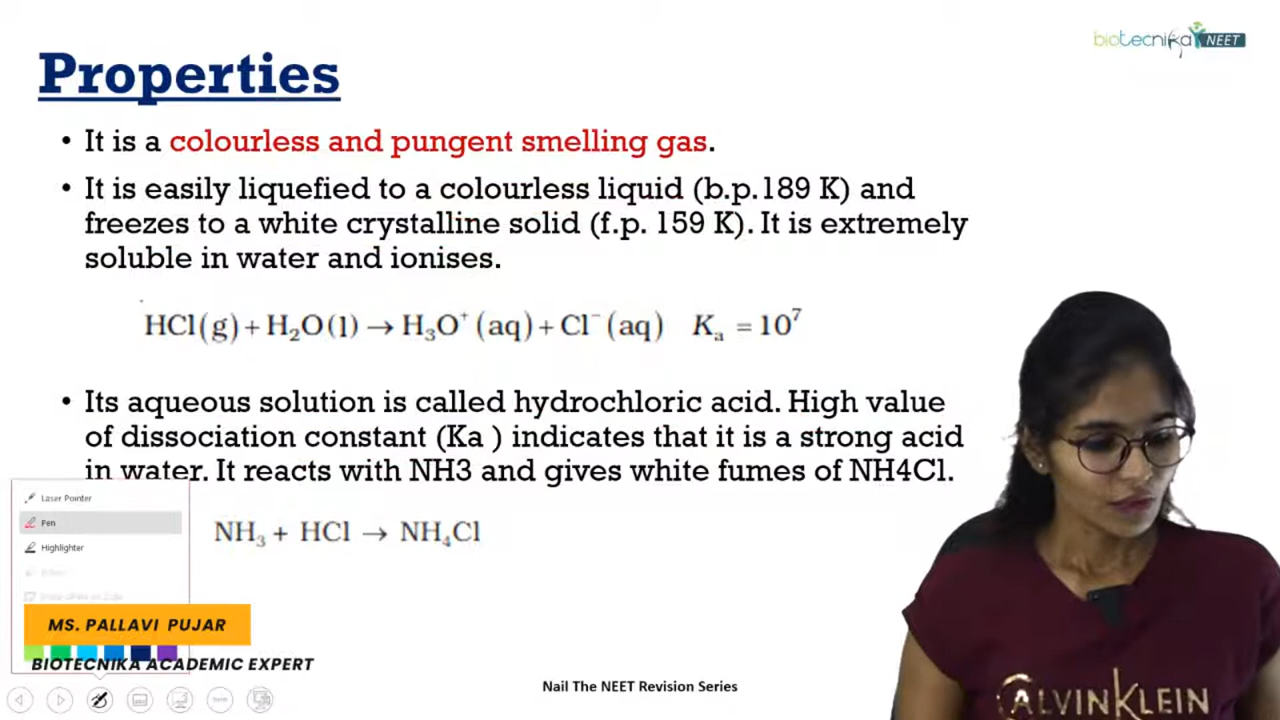 biotecnika NEET
Properties
• It is a colourless and pungent smelling gas.
• It is easily liquefied to a colourless liquid (b.p.189 K) and
freezes to a white crystalline solid (f.p. 159 K). It is extremely
soluble in water and ionises.
HCl(g) + H₂O (l) → H₃O⁺ (aq) + Cl⁻ (aq) Kₐ = 10⁷
• Its aqueous solution is called hydrochloric acid. High value
of dissociation constant (Ka ) indicates that it is a strong acid
in water. It reacts with NH3 and gives white fumes of NH4Cl.
Laser Pointer
Pen
Highlighter
NH₃ + HCl → NH₄Cl
MS. PALLAVI PUJAR
BIOTECNIKA ACADEMIC EXPERT
Nail The NEET Revision Series
CALVIN KLEIN